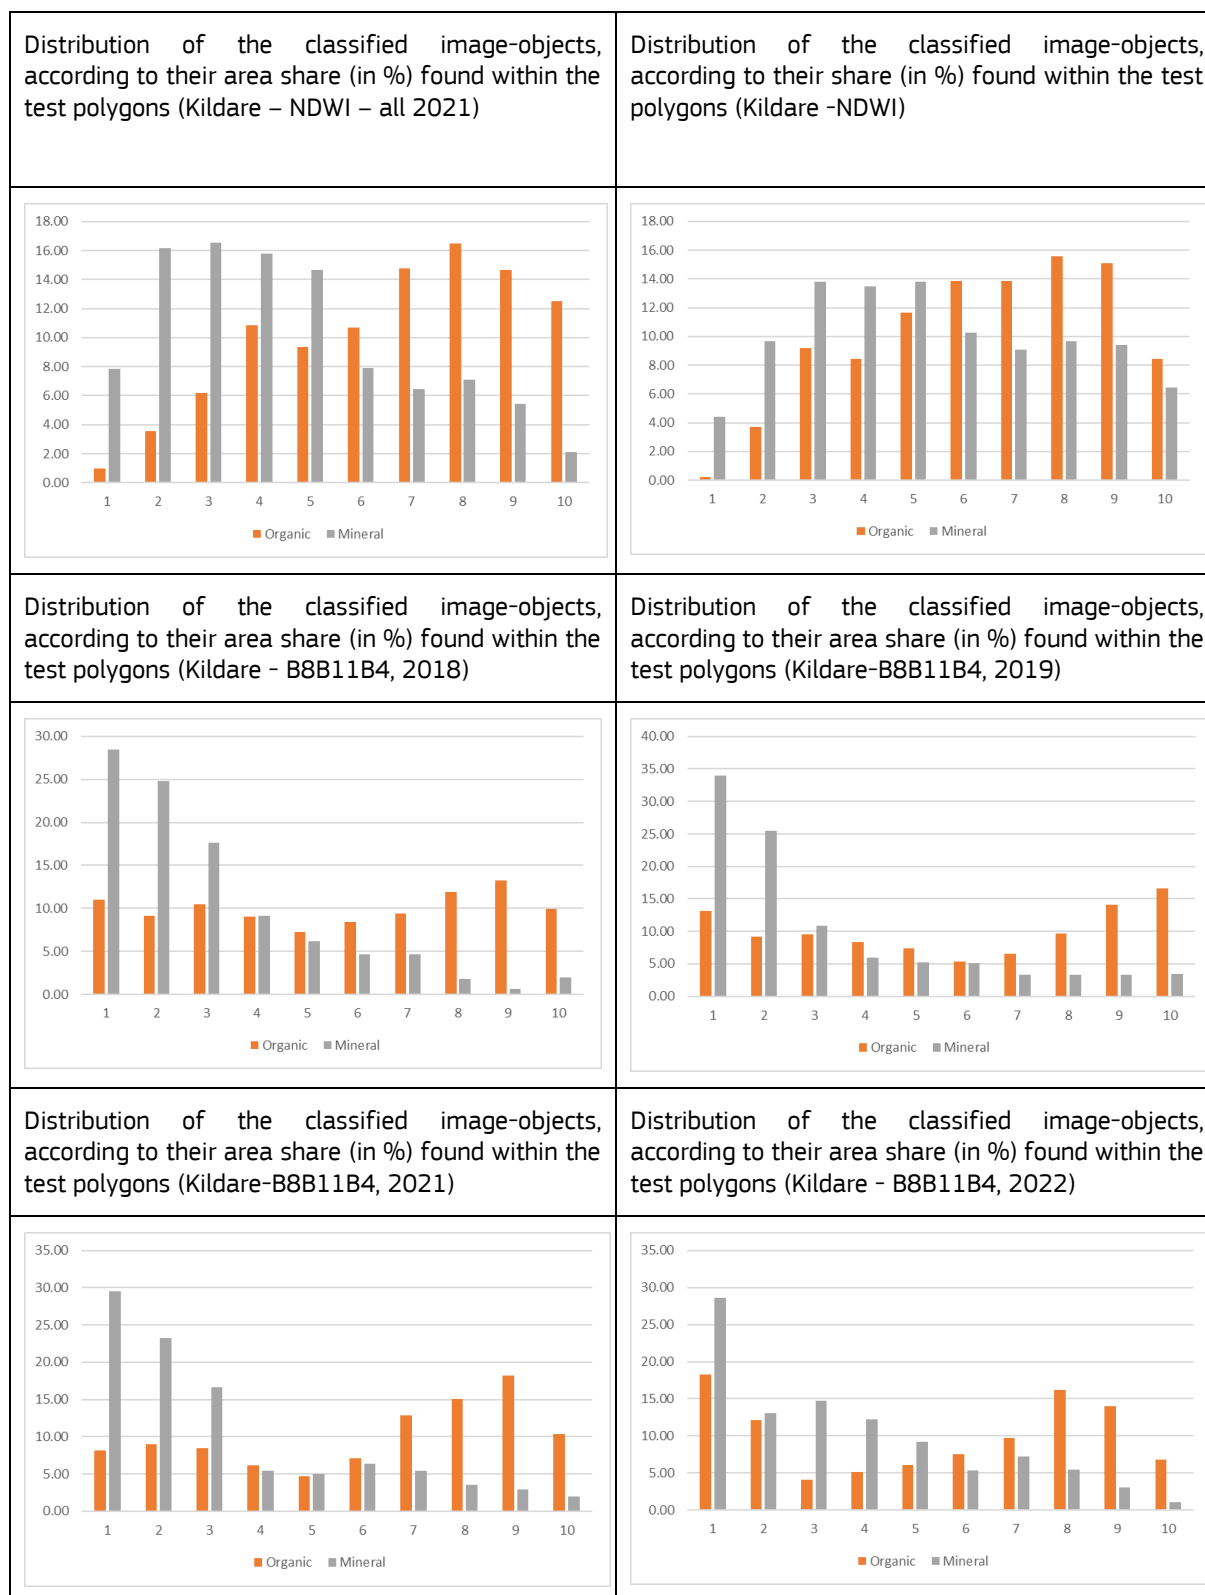 Distribution of the classified image-objects,
according to their area share (in %) found within the
test polygons (Kildare – NDWI – all 2021)
Distribution of the classified image-objects,
according to their share (in %) found within the test
polygons (Kildare -NDWI)
18.00
16.00
14.00
12.00
10.00
8.00
6.00
4.00
2.00
0.00
1 2 3 4 5 6 7 8 9 10
Organic Mineral
18.00
16.00
14.00
12.00
10.00
8.00
6.00
4.00
2.00
0.00
1 2 3 4 5 6 7 8 9 10
Organic Mineral
Distribution of the classified image-objects,
according to their area share (in %) found within the
test polygons (Kildare - B8B11B4, 2018)
Distribution of the classified image-objects,
according to their area share (in %) found within the
test polygons (Kildare-B8B11B4, 2019)
30.00
25.00
20.00
15.00
10.00
5.00
0.00
1 2 3 4 5 6 7 8 9 10
Organic Mineral
40.00
35.00
30.00
25.00
20.00
15.00
10.00
5.00
0.00
1 2 3 4 5 6 7 8 9 10
Organic Mineral
Distribution of the classified image-objects,
according to their area share (in %) found within the
test polygons (Kildare-B8B11B4, 2021)
Distribution of the classified image-objects,
according to their area share (in %) found within the
test polygons (Kildare - B8B11B4, 2022)
35.00
30.00
25.00
20.00
15.00
10.00
5.00
0.00
1 2 3 4 5 6 7 8 9 10
Organic Mineral
35.00
30.00
25.00
20.00
15.00
10.00
5.00
0.00
1 2 3 4 5 6 7 8 9 10
Organic Mineral